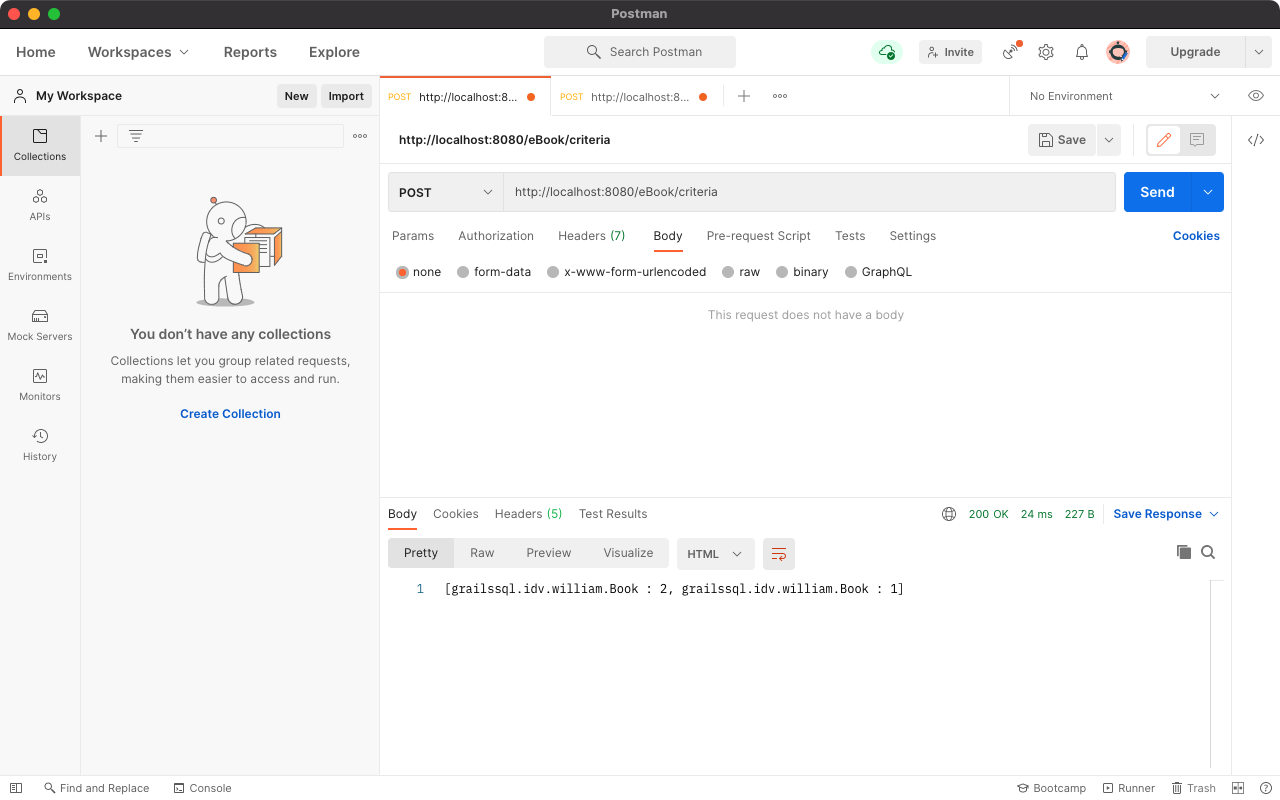 Postman
Home Workspaces Reports Explore Search Postman Invite Upgrade
My Workspace New Import
POST http://localhost:8... POST http://localhost:8... No Environment
Collections
APIs
Environments
Mock Servers
Monitors
History
You don’t have any collections
Collections let you group related requests,
making them easier to access and run.
Create Collection
http://localhost:8080/eBook/criteria Save
POST http://localhost:8080/eBook/criteria Send
Params Authorization Headers (7) Body Pre-request Script Tests Settings Cookies
none form-data x-www-form-urlencoded raw binary GraphQL
This request does not have a body
Body Cookies Headers (5) Test Results 200 OK 24 ms 227 B Save Response
Pretty Raw Preview Visualize HTML
1 [grailssql.idv.william.Book : 2, grailssql.idv.william.Book : 1]
Find and Replace Console Bootcamp Runner Trash